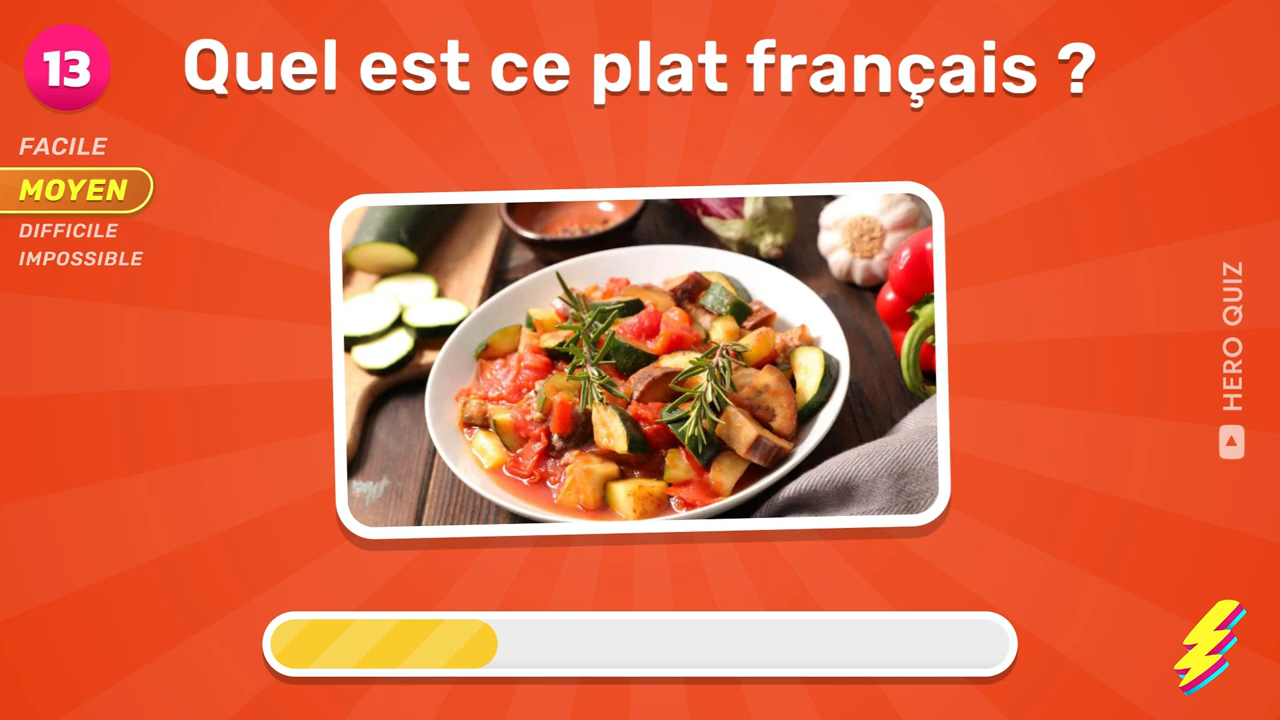 13
Quel est ce plat français ?
FACILE
MOYEN
DIFFICILE
IMPOSSIBLE
HERO QUIZ